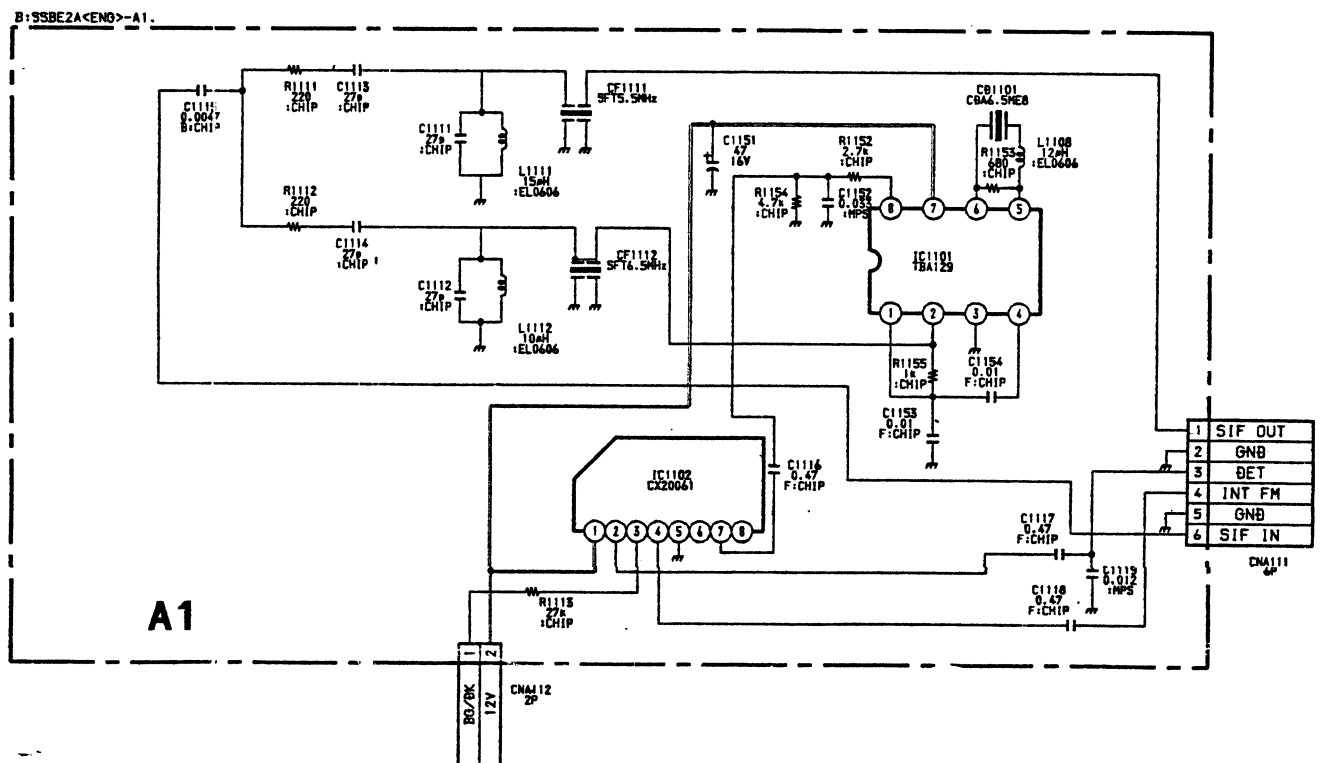 B:SSBE2A<ENG>-A1.
C1115
0.0047
B:CHIP
R1111
220
:CHIP
C1113
27p
:CHIP
C1111
27p
:CHIP
L1111
15μH
:EL0606
CF1111
SFT5.5MHz
R1112
220
:CHIP
C1114
27p
:CHIP
C1112
27p
:CHIP
L1112
10μH
:EL0606
CF1112
SFT6.5MHz
C1151
47
16V
R1152
2.7k
:CHIP
R1154
4.7k
:CHIP
C1152
0.033
:MPS
CB1101
CBA6.5ME8
R1153
680
:CHIP
L1108
12μH
:EL0606
8 7 6 5
IC1101
TBA129
1 2 3 4
R1155
1k
:CHIP
C1154
0.01
F:CHIP
C1153
0.01
F:CHIP
IC1102
CX20061
1 2 3 4 5 6 7 8
C1116
0.47
F:CHIP
C1117
0.47
F:CHIP
C1119
0.012
:MPS
C1118
0.47
F:CHIP
R1113
27k
:CHIP
1 SIF OUT
2 GND
3 DET
4 INT FM
5 GND
6 SIF IN
CNA111
6P
A1
1 2
BG/DK
12V
CNA112
2P